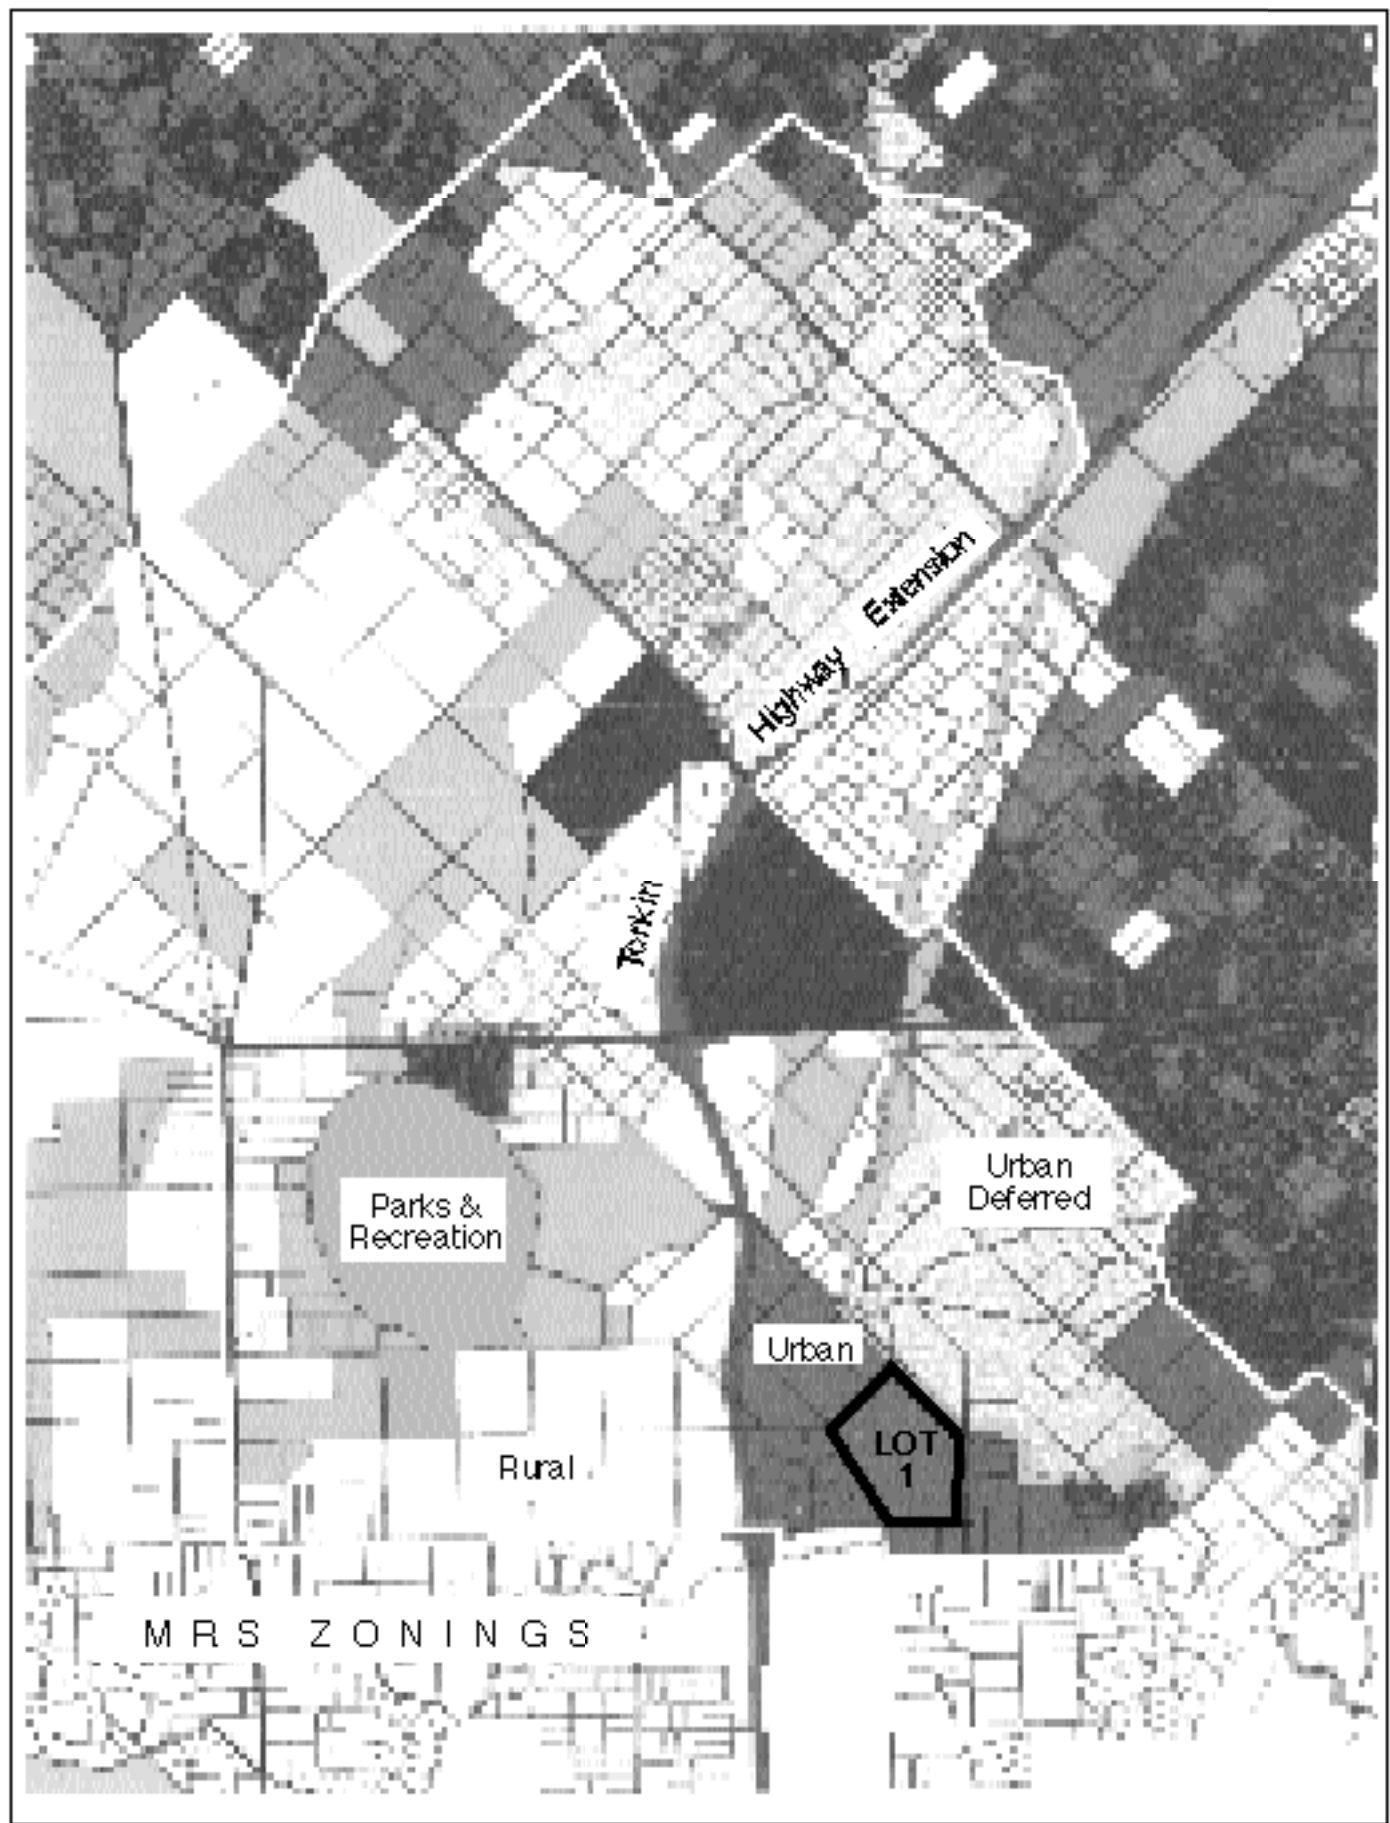 Extension
Highway
Tonkin
Urban
Deferred
Parks &
Recreation
Urban
LOT
1
Rural
MRS ZONINGS